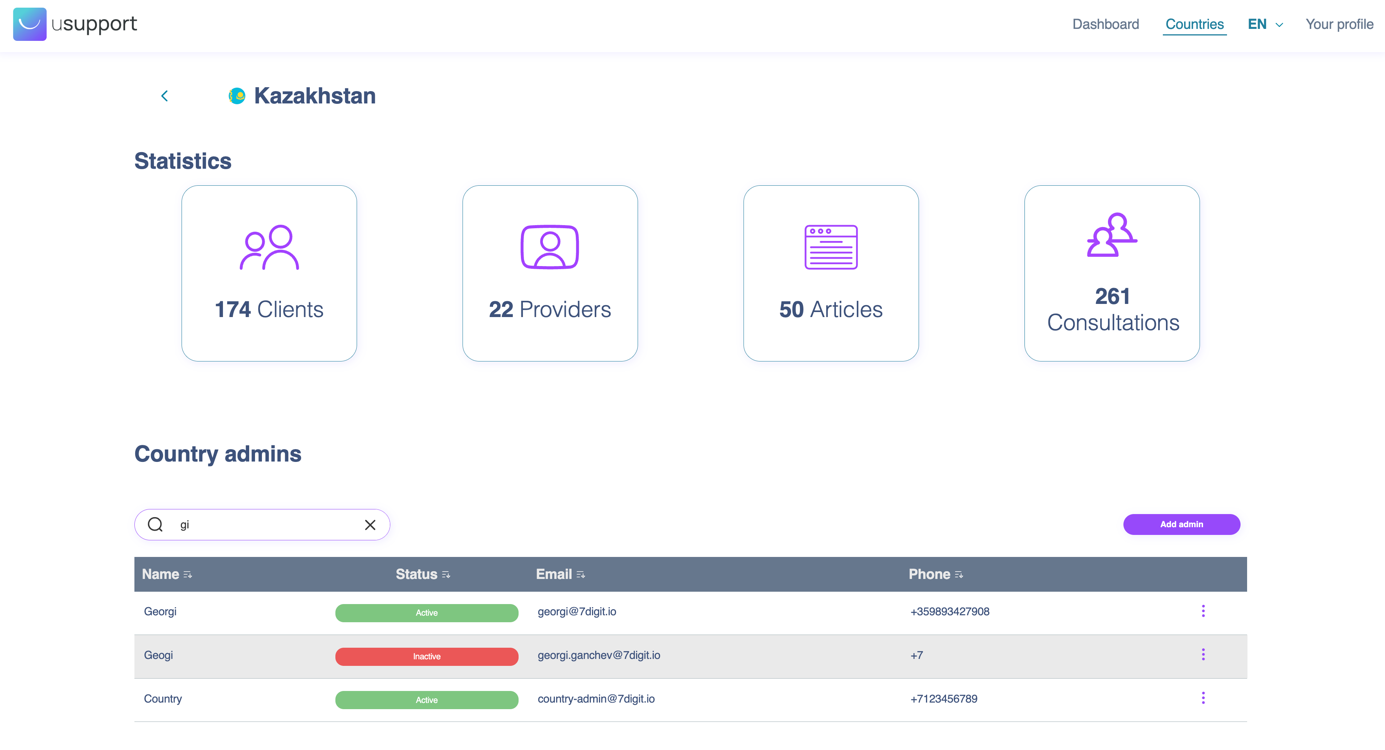 usupport
Dashboard Countries EN Your profile
Kazakhstan
Statistics
174 Clients
22 Providers
50 Articles
261
Consultations
Country admins
gi
Add admin
Name Status Email Phone
Georgi Active georgi@7digit.io +359893427908
Geogi Inactive georgi.ganchev@7digit.io +7
Country Active country-admin@7digit.io +7123456789